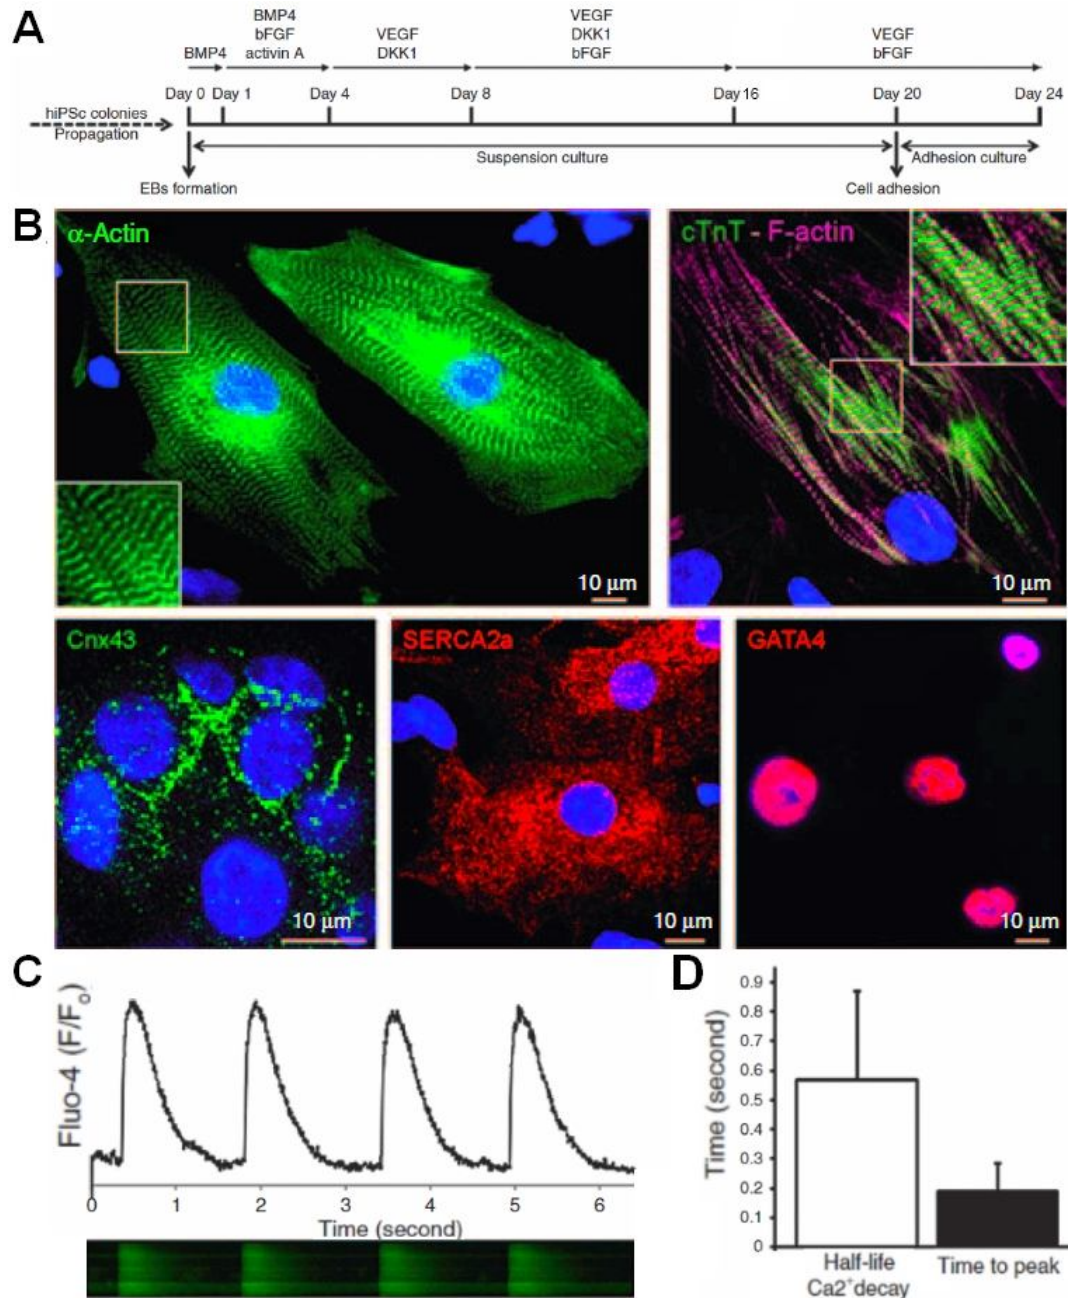 A
BMP4
BMP4
bFGF
activin A
VEGF
DKK1
VEGF
DKK1
bFGF
VEGF
bFGF
Day 0 Day 1 Day 4 Day 8 Day 16 Day 20 Day 24
hiPSc colonies
Propagation
Suspension culture
Adhesion culture
EBs formation
Cell adhesion
B
α-Actin
10 μm
cTnT - F-actin
10 μm
Cnx43
10 μm
SERCA2a
10 μm
GATA4
10 μm
C
Fluo-4 (F/Fo)
0 1 2 3 4 5 6
Time (second)
D
Time (second)
0.9
0.8
0.7
0.6
0.5
0.4
0.3
0.2
0.1
0
Half-life
Ca2⁺decay
Time to peak